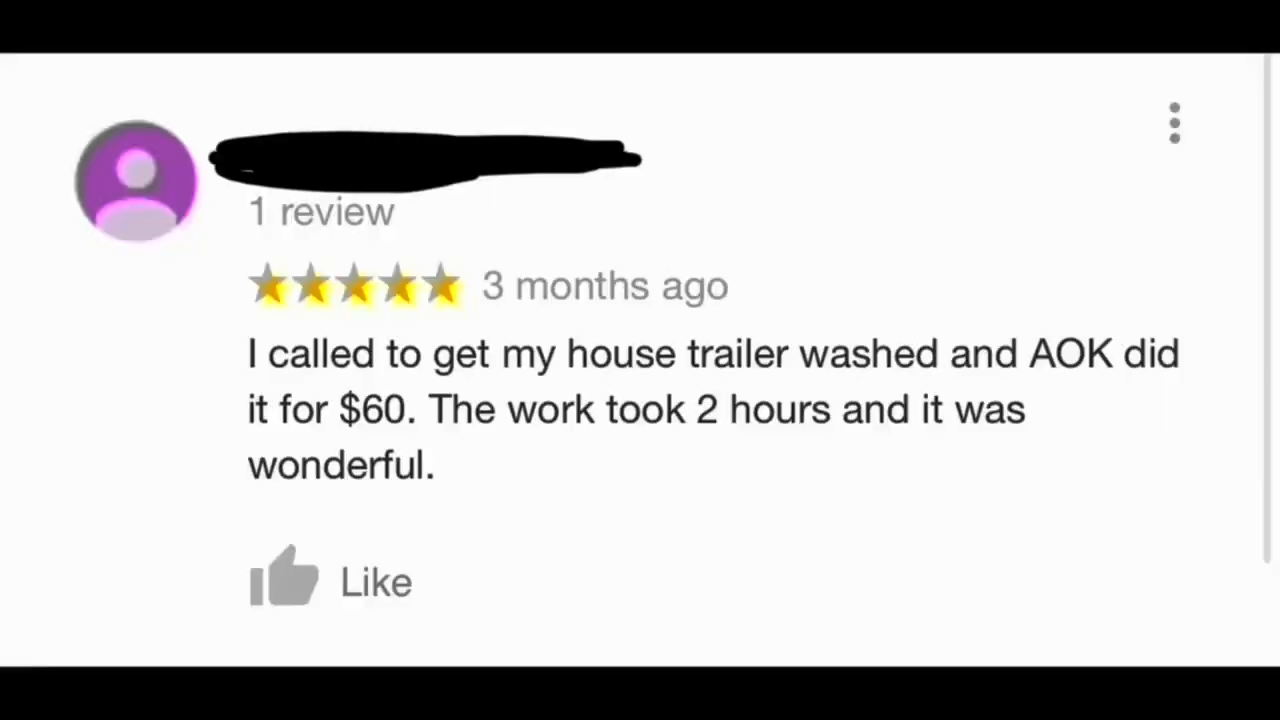 1 review
3 months ago
I called to get my house trailer washed and AOK did
it for $60. The work took 2 hours and it was
wonderful.
Like